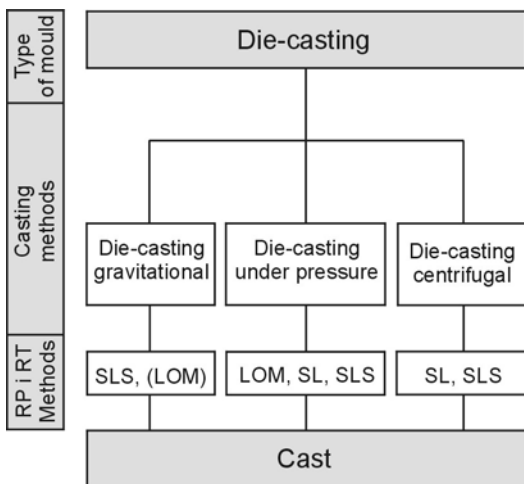 Type
of mould
Die-casting
Casting
methods
Die-casting
gravitational
Die-casting
under pressure
Die-casting
centrifugal
RP i RT
Methods
SLS, (LOM)
LOM, SL, SLS
SL, SLS
Cast